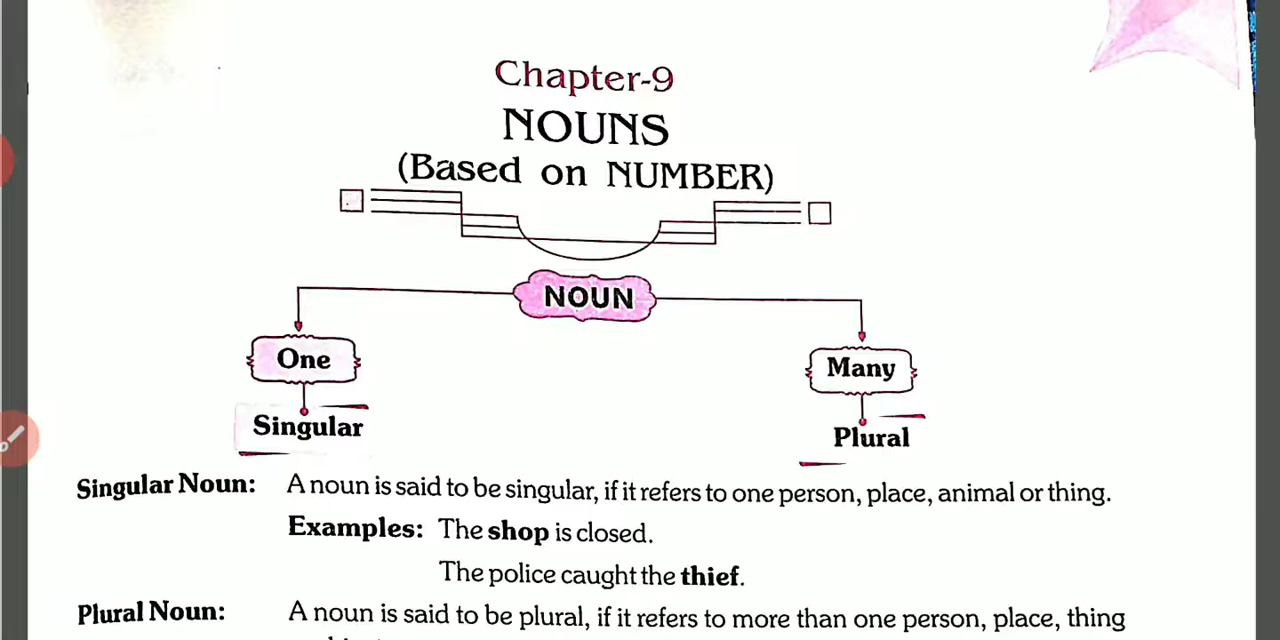 Chapter-9
NOUNS
(Based on NUMBER)
NOUN
One
Many
Singular
Plural
Singular Noun: A noun is said to be singular, if it refers to one person, place, animal or thing.
Examples: The shop is closed.
The police caught the thief.
Plural Noun: A noun is said to be plural, if it refers to more than one person, place, thing